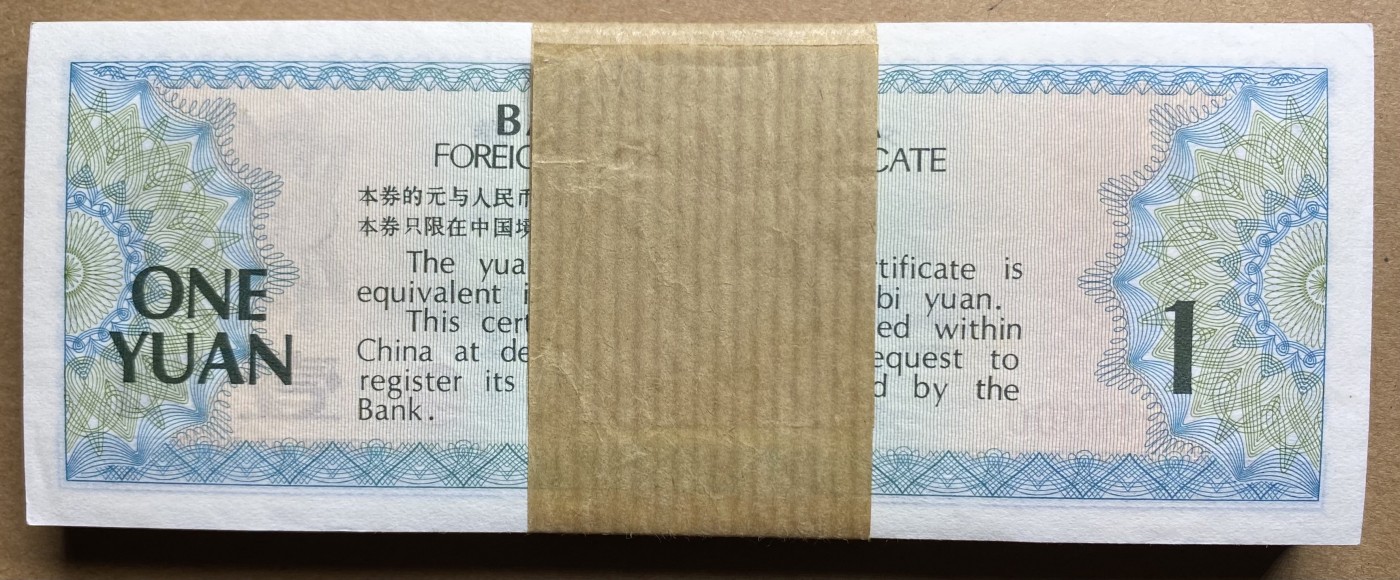 BA A
FOREIG CATE
本券的元与人民币
本券只限在中国境
The yua rtificate is
equivalent i bi yuan.
This cert ed within
China at de equest to
register its d by the
Bank.
ONE
YUAN
1